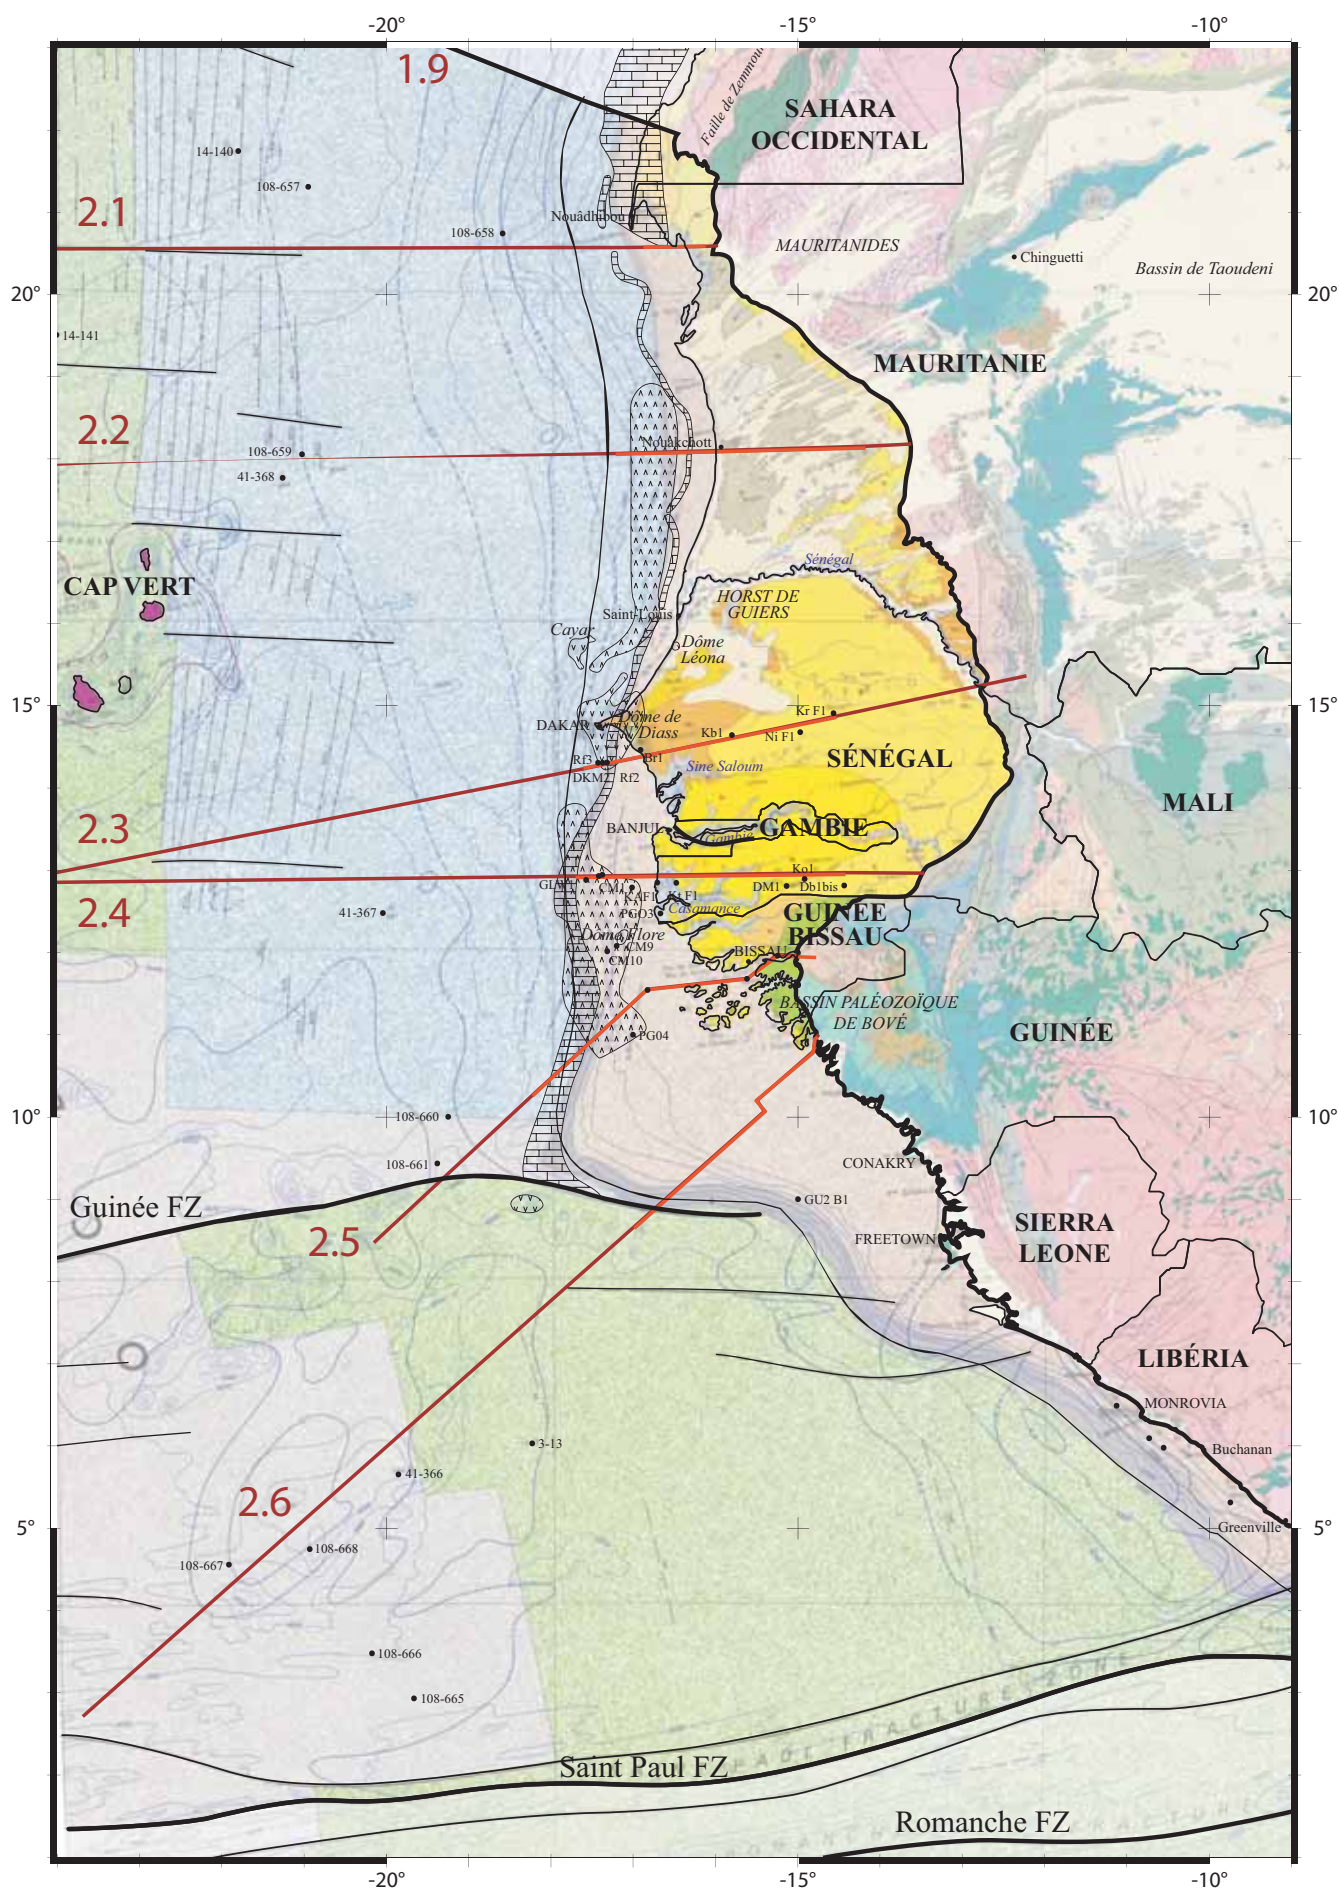 -20°
-15°
-10°
1.9
Faille de Zemmour
SAHARA
OCCIDENTAL
14-140
108-657
2.1
Nouâdhibou
108-658
MAURITANIDES
Chinguetti
Bassin de Taoudeni
20°
20°
14-141
MAURITANIE
2.2
Nouakchott
108-659
41-368
Sénégal
CAP VERT
HORST DE
GUIERS
Saint-Louis
Cayar
Dôme
Léona
15°
15°
DAKAR
Dôme de
N'Diass
Kr F1
Kb1
Ni F1
Br1
SÉNÉGAL
Rf3
Sine Saloum
DKM2
Rf2
MALI
2.3
BANJUL
GAMBIE
Gambie
Ko1
CM1
DM1
Db1bis
KAF1
Kt F1
2.4
41-367
PGO3
Casamance
GUINÉE
BISSAU
Dome Flore
CM9
BISSAU
CM10
BASSIN PALÉOZOÏQUE
DE BOVÉ
GUINÉE
PG04
10°
10°
108-660
108-661
CONAKRY
Guinée FZ
GU2 B1
2.5
SIERRA
LEONE
FREETOWN
LIBÉRIA
MONROVIA
3-13
Buchanan
41-366
2.6
5°
5°
Greenville
108-668
108-667
108-666
108-665
Saint Paul FZ
Romanche FZ
-20°
-15°
-10°